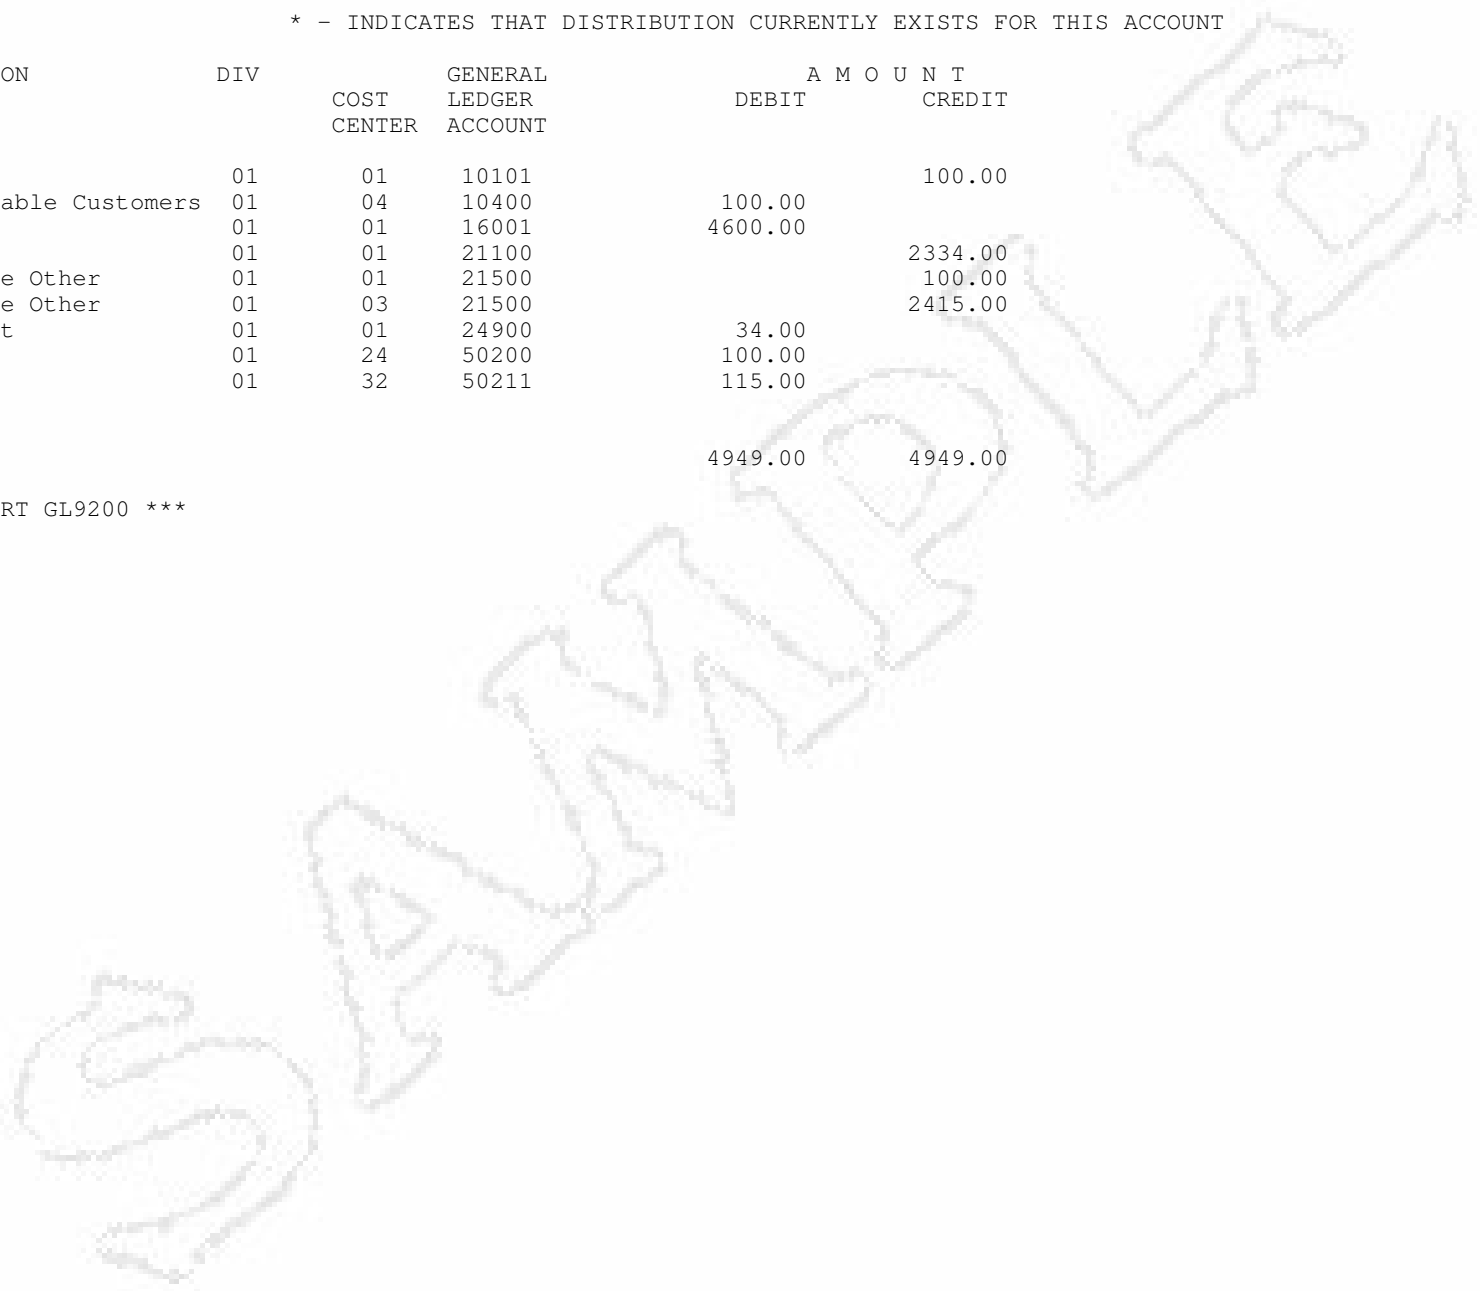 * - INDICATES THAT DISTRIBUTION CURRENTLY EXISTS FOR THIS ACCOUNT
ON DIV GENERAL A M O U N T
COST LEDGER DEBIT CREDIT
CENTER ACCOUNT
01 01 10101 100.00
able Customers 01 04 10400 100.00
01 01 16001 4600.00
01 01 21100 2334.00
e Other 01 01 21500 100.00
e Other 01 03 21500 2415.00
t 01 01 24900 34.00
01 24 50200 100.00
01 32 50211 115.00
4949.00 4949.00
RT GL9200 ***
SAMPLE